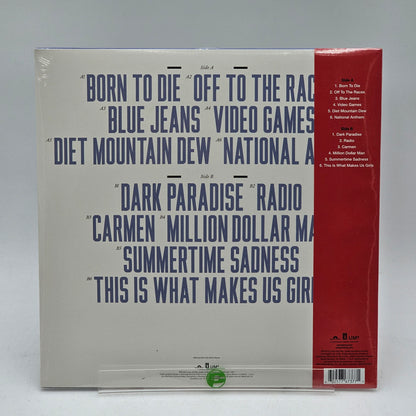 Side A
A1 BORN TO DIE A2 OFF TO THE RAC
A3 BLUE JEANS A4 VIDEO GAMES
A5 DIET MOUNTAIN DEW A6 NATIONAL A
Side B
B1 DARK PARADISE B2 RADIO
B3 CARMEN B4 MILLION DOLLAR MA
B5 SUMMERTIME SADNESS
B6 THIS IS WHAT MAKES US GIRL
Side A
1. Born To Die
2. Off To The Races
3. Blue Jeans
4. Video Games
5. Diet Mountain Dew
6. National Anthem
Side B
1. Dark Paradise
2. Radio
3. Carmen
4. Million Dollar Man
5. Summertime Sadness
6. This Is What Makes Us Girls